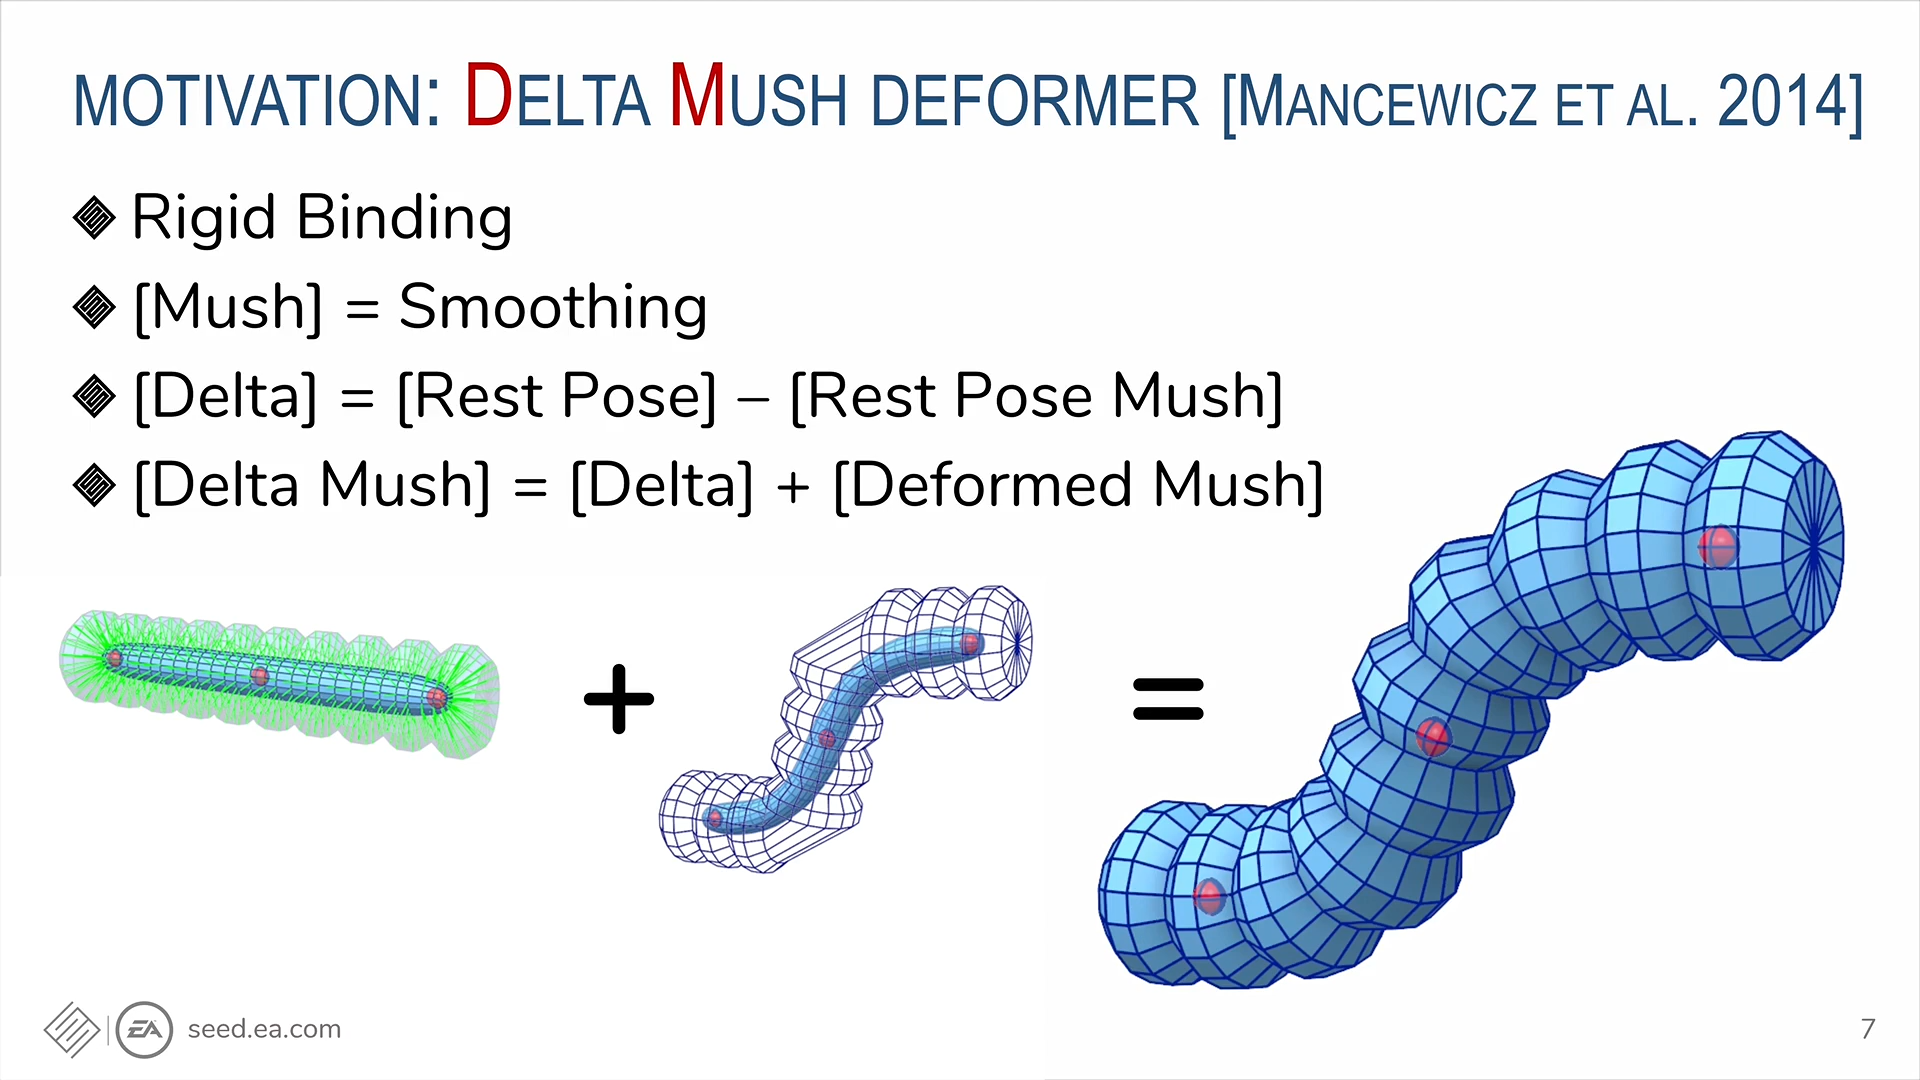 MOTIVATION: DELTA MUSH DEFORMER [MANCEWICZ ET AL. 2014]
Rigid Binding
[Mush] = Smoothing
[Delta] = [Rest Pose] – [Rest Pose Mush]
[Delta Mush] = [Delta] + [Deformed Mush]
+ =
EA seed.ea.com
7